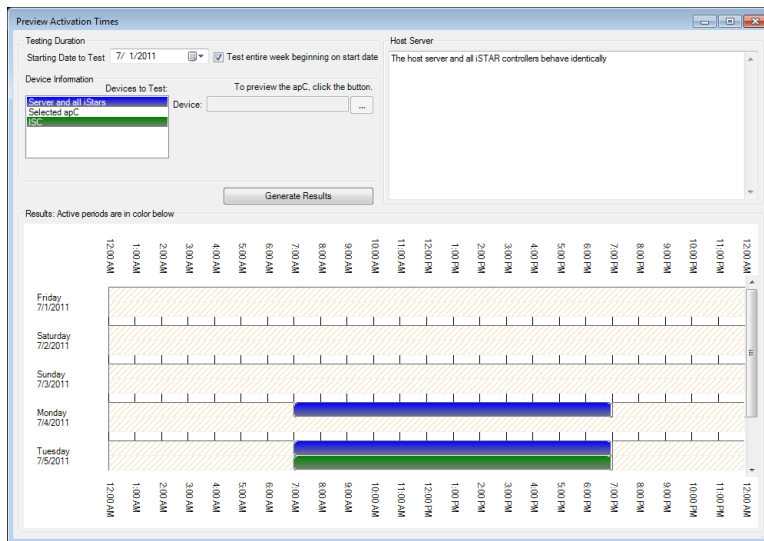 Preview Activation Times
Testing Duration
Starting Date to Test 7/ 1/2011 Test entire week beginning on start date
Device Information
Devices to Test:
To preview the apC, click the button.
Server and all iStars
Selected apC
ISC
Device:
...
Generate Results
Host Server
The host server and all iSTAR controllers behave identically
Results: Active periods are in color below
12:00 AM 1:00 AM 2:00 AM 3:00 AM 4:00 AM 5:00 AM 6:00 AM 7:00 AM 8:00 AM 9:00 AM 10:00 AM 11:00 AM 12:00 PM 1:00 PM 2:00 PM 3:00 PM 4:00 PM 5:00 PM 6:00 PM 7:00 PM 8:00 PM 9:00 PM 10:00 PM 11:00 PM 12:00 AM
Friday
7/1/2011
Saturday
7/2/2011
Sunday
7/3/2011
Monday
7/4/2011
Tuesday
7/5/2011
12:00 AM 1:00 AM 2:00 AM 3:00 AM 4:00 AM 5:00 AM 6:00 AM 7:00 AM 8:00 AM 9:00 AM 10:00 AM 11:00 AM 12:00 PM 1:00 PM 2:00 PM 3:00 PM 4:00 PM 5:00 PM 6:00 PM 7:00 PM 8:00 PM 9:00 PM 10:00 PM 11:00 PM 12:00 AM